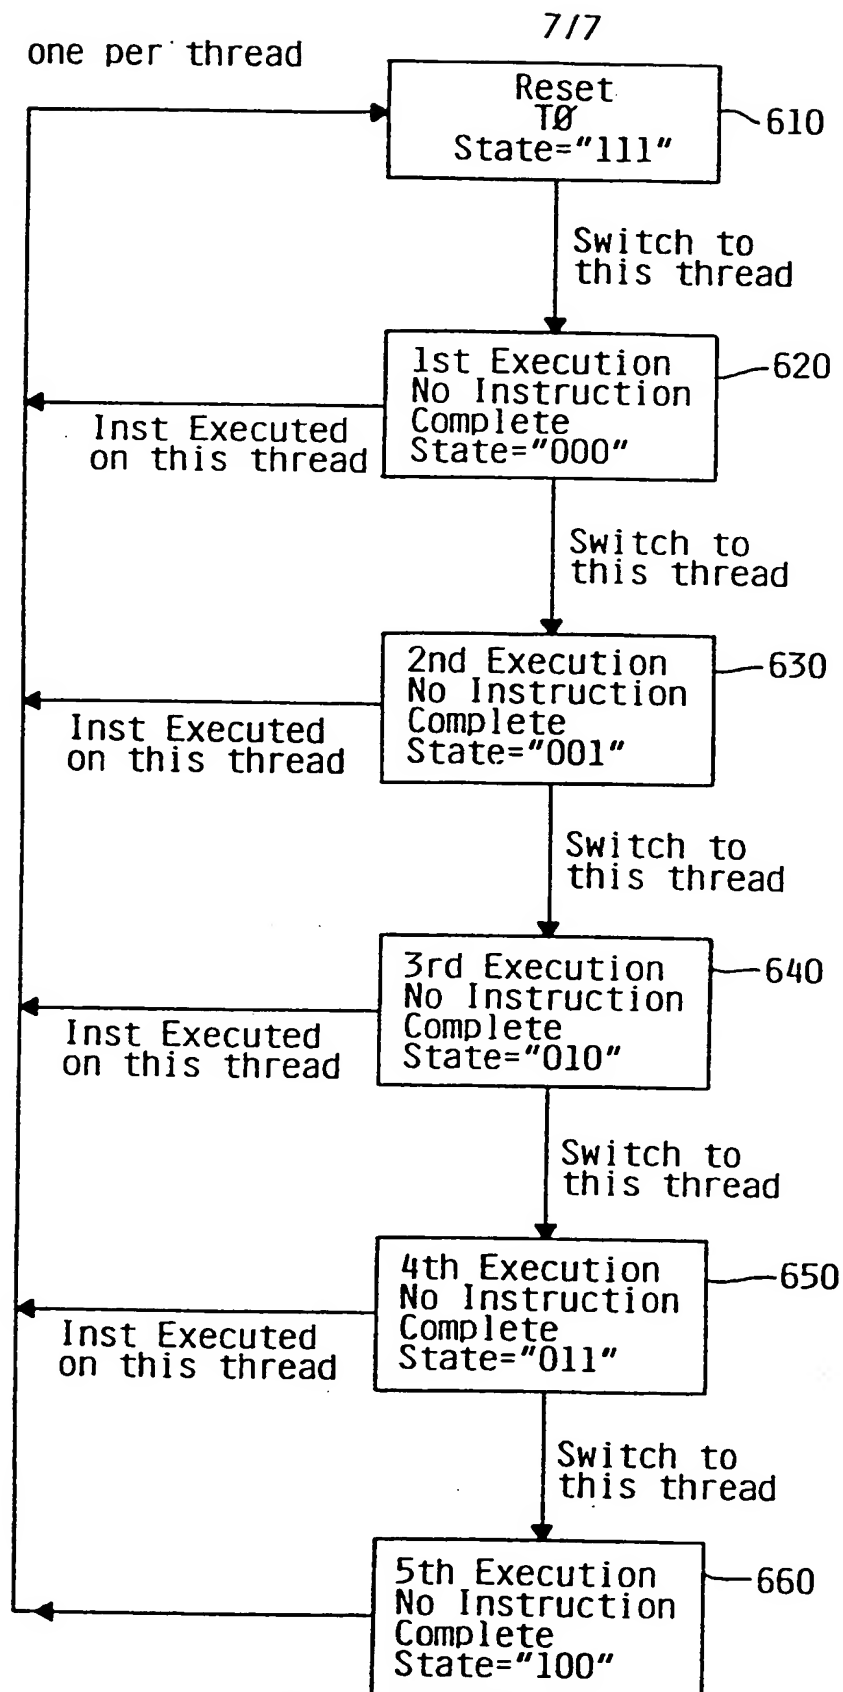 7/7
one per thread
Reset
TØ
State="111"
610
Switch to
this thread
1st Execution
No Instruction
Complete
State="000"
620
Inst Executed
on this thread
Switch to
this thread
2nd Execution
No Instruction
Complete
State="001"
630
Inst Executed
on this thread
Switch to
this thread
3rd Execution
No Instruction
Complete
State="010"
640
Inst Executed
on this thread
Switch to
this thread
4th Execution
No Instruction
Complete
State="011"
650
Inst Executed
on this thread
Switch to
this thread
5th Execution
No Instruction
Complete
State="100"
660